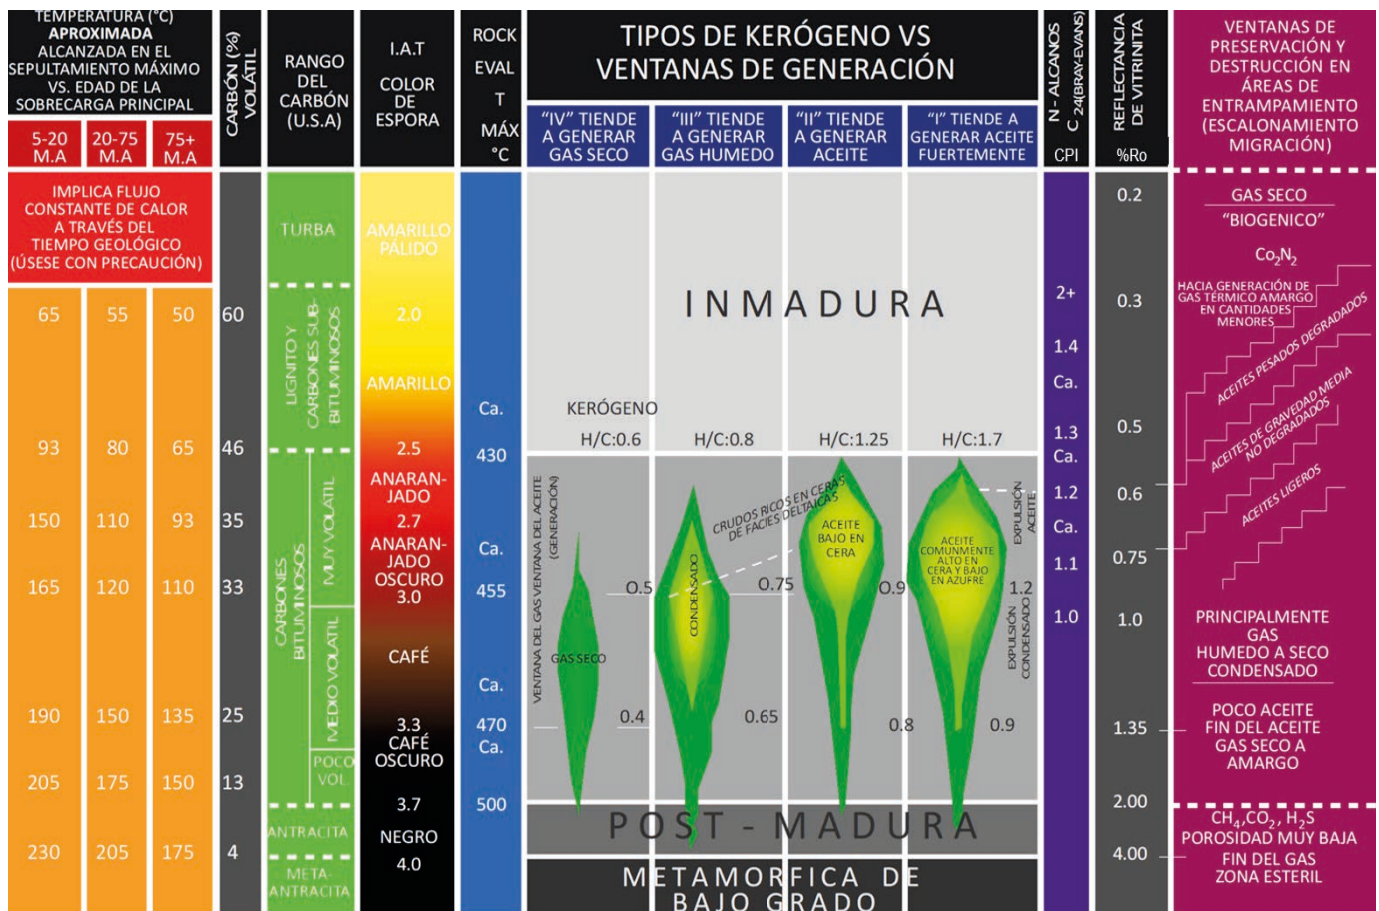 TEMPERATURA (°C)
APROXIMADA
ALCANZADA EN EL
SEPULTAMIENTO MÁXIMO
VS. EDAD DE LA
SOBRECARGA PRINCIPAL
5-20
M.A
20-75
M.A
75+
M.A
IMPLICA FLUJO
CONSTANTE DE CALOR
A TRAVÉS DEL
TIEMPO GEOLÓGICO
(ÚSESE CON PRECAUCIÓN)
65 55 50
93 80 65
150 110 93
165 120 110
190 150 135
205 175 150
230 205 175
CARBÓN (%)
VOLÁTIL
60
46
35
33
25
13
4
RANGO
DEL
CARBÓN
(U.S.A)
TURBA
LIGNITO Y
CARBONES SUB-
BITUMINOSOS
CARBONES
BITUMINOSOS
MUY VOLÁTIL
MEDIO VOLATIL
POCO
VOL.
ANTRACITA
META-
ANTRACITA
I.A.T
COLOR
DE
ESPORA
AMARILLO
PÁLIDO
2.0
AMARILLO
2.5
ANARAN-
JADO
2.7
ANARAN-
JADO
OSCURO
3.0
CAFÉ
3.3
CAFÉ
OSCURO
3.7
NEGRO
4.0
ROCK
EVAL
T
MÁX
°C
Ca.
430
Ca.
455
Ca.
470
Ca.
500
TIPOS DE KERÓGENO VS
VENTANAS DE GENERACIÓN
“IV” TIENDE
A GENERAR
GAS SECO
“III” TIENDE
A GENERAR
GAS HUMEDO
“II” TIENDE A
GENERAR
ACEITE
“I” TIENDE A
GENERAR ACEITE
FUERTEMENTE
INMADURA
KERÓGENO
H/C:0.6 H/C:0.8 H/C:1.25 H/C:1.7
VENTANA DEL GAS VENTANA DEL ACEITE
(GENERACIÓN)
GAS SECO
CONDENSADO
CRUDOS RICOS EN CERAS
DE FACIES DELTAICAS
ACEITE
BAJO EN
CERA
ACEITE
COMUNMENTE
ALTO EN
CERA Y BAJO
EN AZUFRE
EXPULSIÓN
ACEITE
EXPULSIÓN
CONDENSADO
0.5 0.75 0.9 1.2
0.4 0.65 0.8 0.9
POST - MADURA
METAMORFICA DE
BAJO GRADO
N - ALCANOS
C 24(BRAY-EVANS)
CPI
2+
1.4
Ca.
1.3
Ca.
1.2
Ca.
1.1
1.0
REFLECTANCIA
DE VITRINITA
%Ro
0.2
0.3
0.5
0.6
0.75
1.0
1.35
2.00
4.00
VENTANAS DE
PRESERVACIÓN Y
DESTRUCCIÓN EN
ÁREAS DE
ENTRAMPAMIENTO
(ESCALONAMIENTO
MIGRACIÓN)
GAS SECO
“BIOGENICO”
Co2N2
HACIA GENERACIÓN DE
GAS TÉRMICO AMARGO
EN CANTIDADES
MENORES
ACEITES PESADOS DEGRADADOS
ACEITES DE GRAVEDAD MEDIA
NO DEGRADADOS
ACEITES LIGEROS
PRINCIPALMENTE
GAS
HUMEDO A SECO
CONDENSADO
POCO ACEITE
FIN DEL ACEITE
GAS SECO A
AMARGO
CH4,CO2, H2S
POROSIDAD MUY BAJA
FIN DEL GAS
ZONA ESTERIL